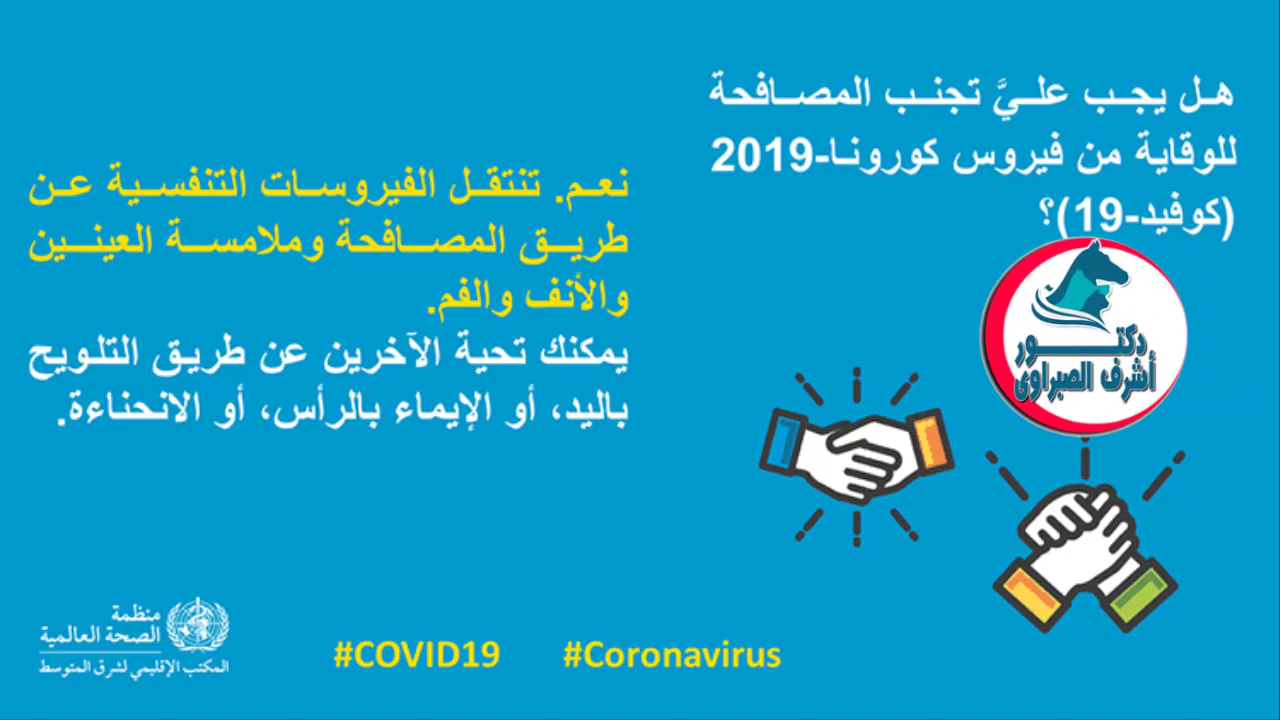 هل يجب عليَّ تجنب المصافحة
للوقاية من فيروس كورونا-2019
(كوفيد-19)؟
نعم. تنتقل الفيروسات التنفسية عن
طريق المصافحة وملامسة العينين
والأنف والفم.
يمكنك تحية الآخرين عن طريق التلويح
باليد، أو الإيماء بالرأس، أو الانحناءة.
دكتور
أشرف الصبراوى
منظمة
الصحة العالمية
المكتب الإقليمي لشرق المتوسط
#COVID19 #Coronavirus